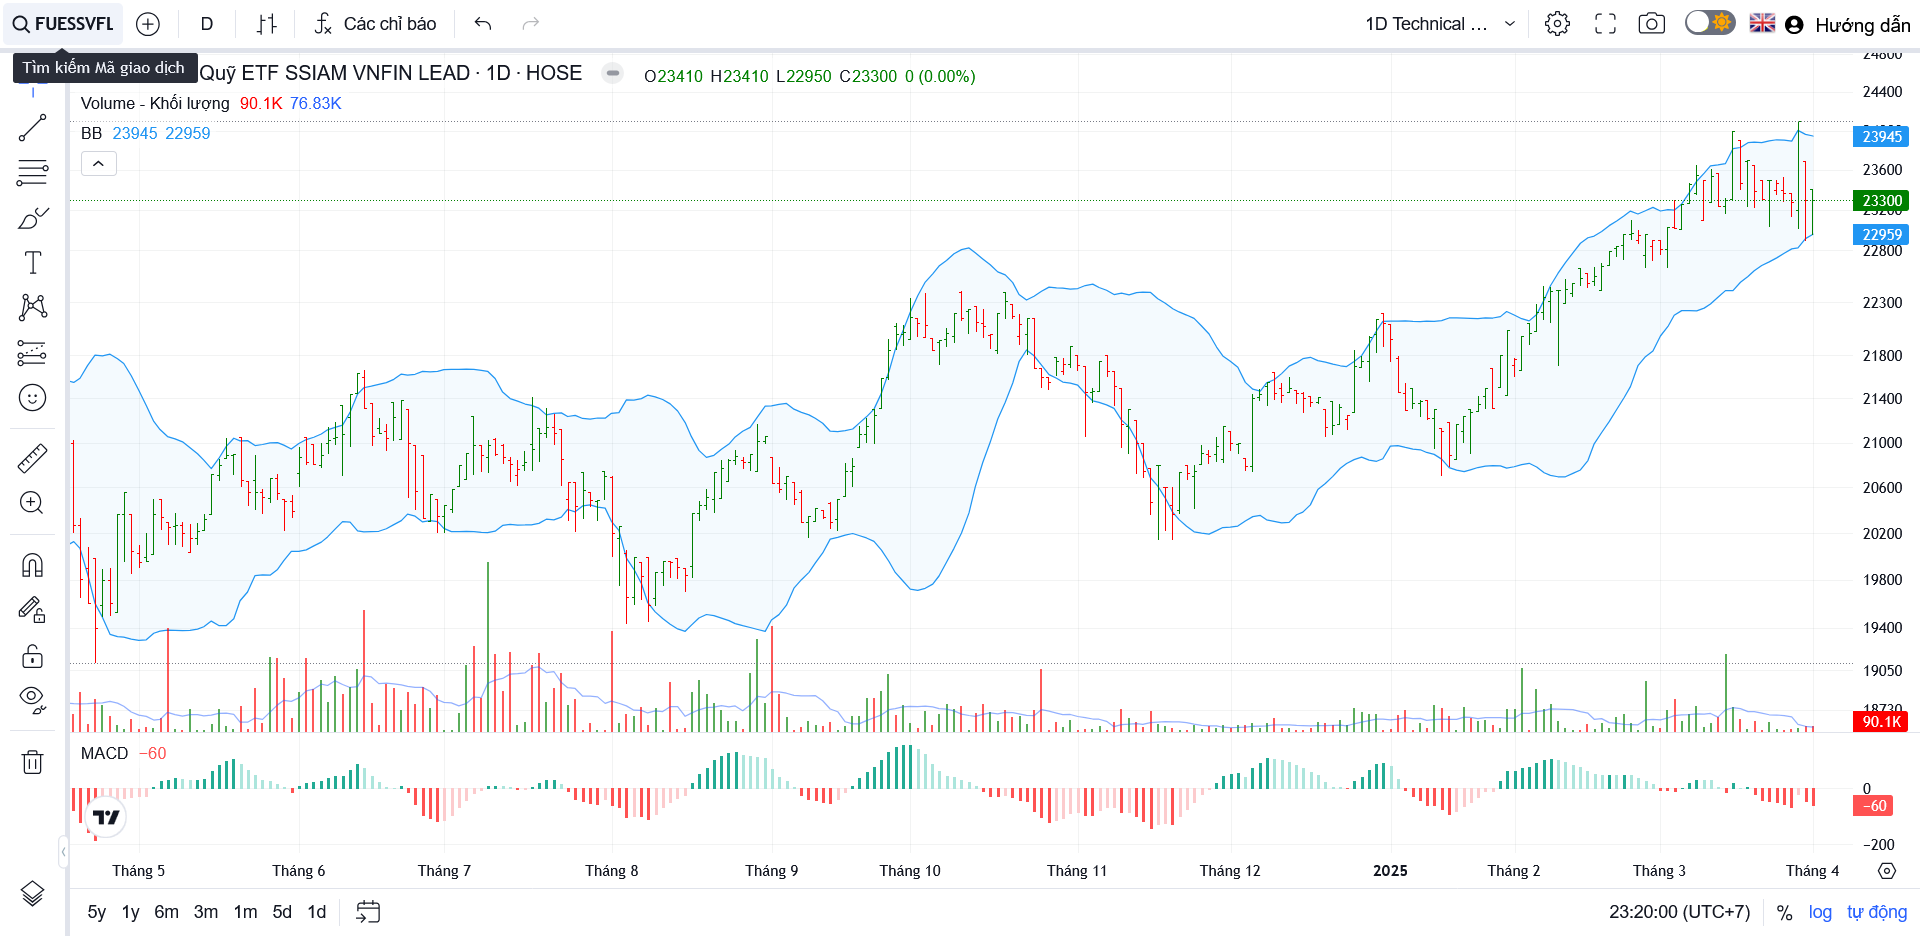 FUESSVFL
D
Các chỉ báo
1D Technical ...
Hướng dẫn
Tìm kiếm Mã giao dịch
Quỹ ETF SSIAM VNFIN LEAD · 1D · HOSE
O23410 H23410 L22950 C23300 0 (0.00%)
Volume - Khối lượng 90.1K 76.83K
BB 23945 22959
24800
24400
23945
23600
23300
23200
22959
22800
22300
21800
21400
21000
20600
20200
19800
19400
19050
18730
90.1K
MACD −60
0
−60
−200
Tháng 5 Tháng 6 Tháng 7 Tháng 8 Tháng 9 Tháng 10 Tháng 11 Tháng 12 2025 Tháng 2 Tháng 3 Tháng 4
5y 1y 6m 3m 1m 5d 1d
23:20:00 (UTC+7) % log tự động